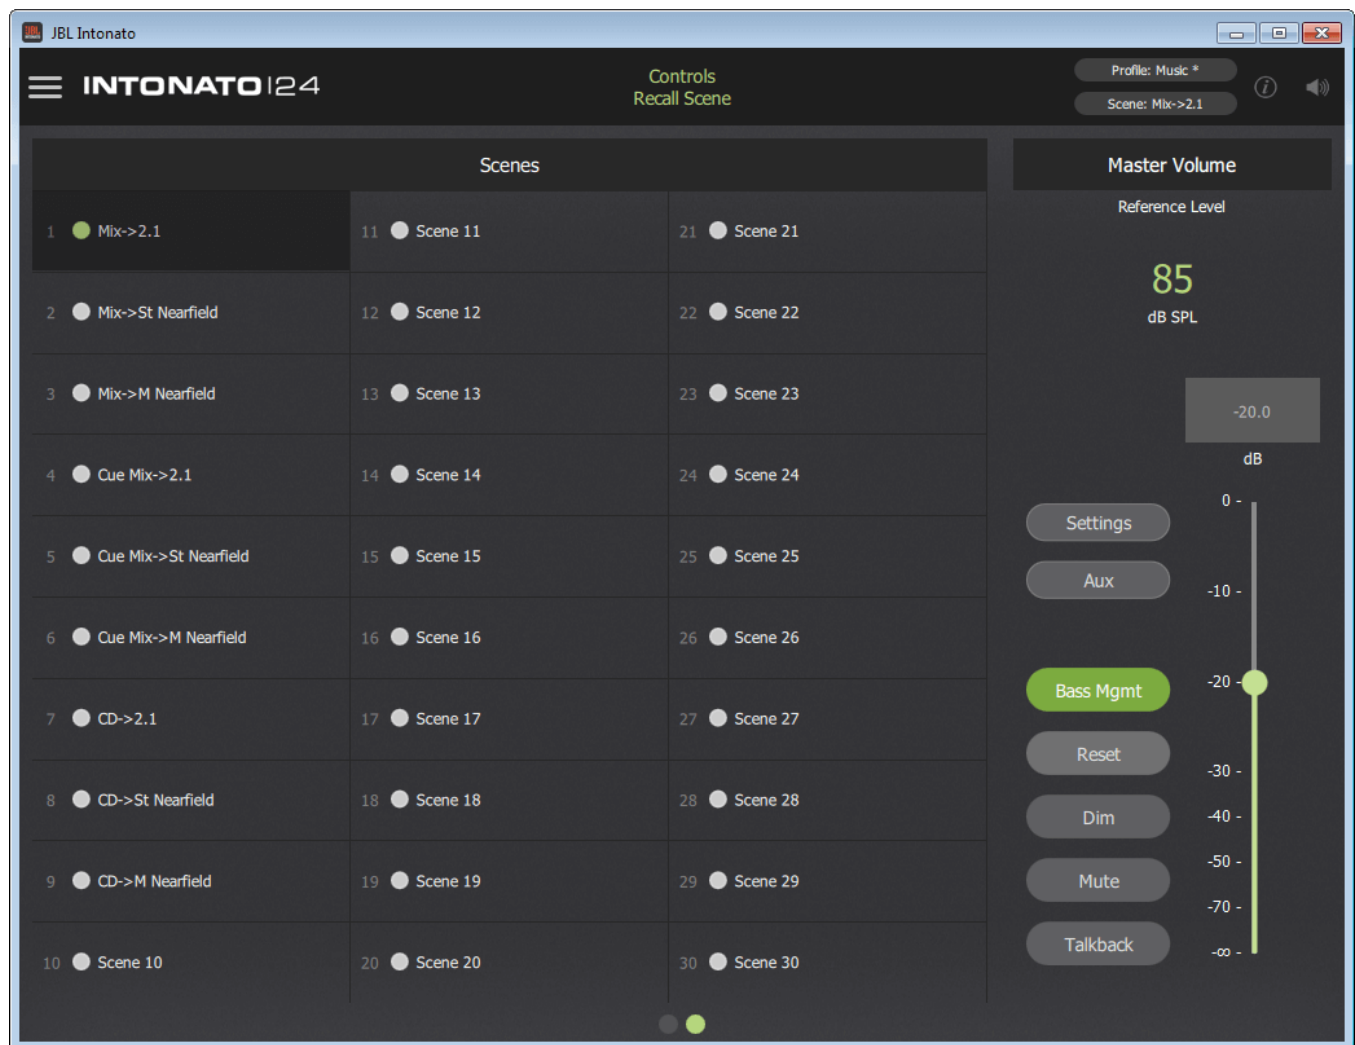 JBL Intonato
INTONATO|24
Controls
Recall Scene
Profile: Music *
Scene: Mix->2.1
i
Scenes
1 Mix->2.1
2 Mix->St Nearfield
3 Mix->M Nearfield
4 Cue Mix->2.1
5 Cue Mix->St Nearfield
6 Cue Mix->M Nearfield
7 CD->2.1
8 CD->St Nearfield
9 CD->M Nearfield
10 Scene 10
11 Scene 11
12 Scene 12
13 Scene 13
14 Scene 14
15 Scene 15
16 Scene 16
17 Scene 17
18 Scene 18
19 Scene 19
20 Scene 20
21 Scene 21
22 Scene 22
23 Scene 23
24 Scene 24
25 Scene 25
26 Scene 26
27 Scene 27
28 Scene 28
29 Scene 29
30 Scene 30
Master Volume
Reference Level
85
dB SPL
-20.0
dB
Settings
Aux
Bass Mgmt
Reset
Dim
Mute
Talkback
0 -
-10 -
-20 -
-30 -
-40 -
-50 -
-70 -
-∞ -